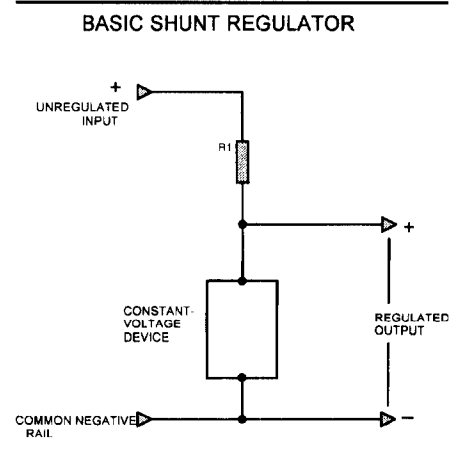 BASIC SHUNT REGULATOR
+
UNREGULATED
INPUT
R1
+
CONSTANT-
VOLTAGE
DEVICE
REGULATED
OUTPUT
COMMON NEGATIVE
RAIL
−